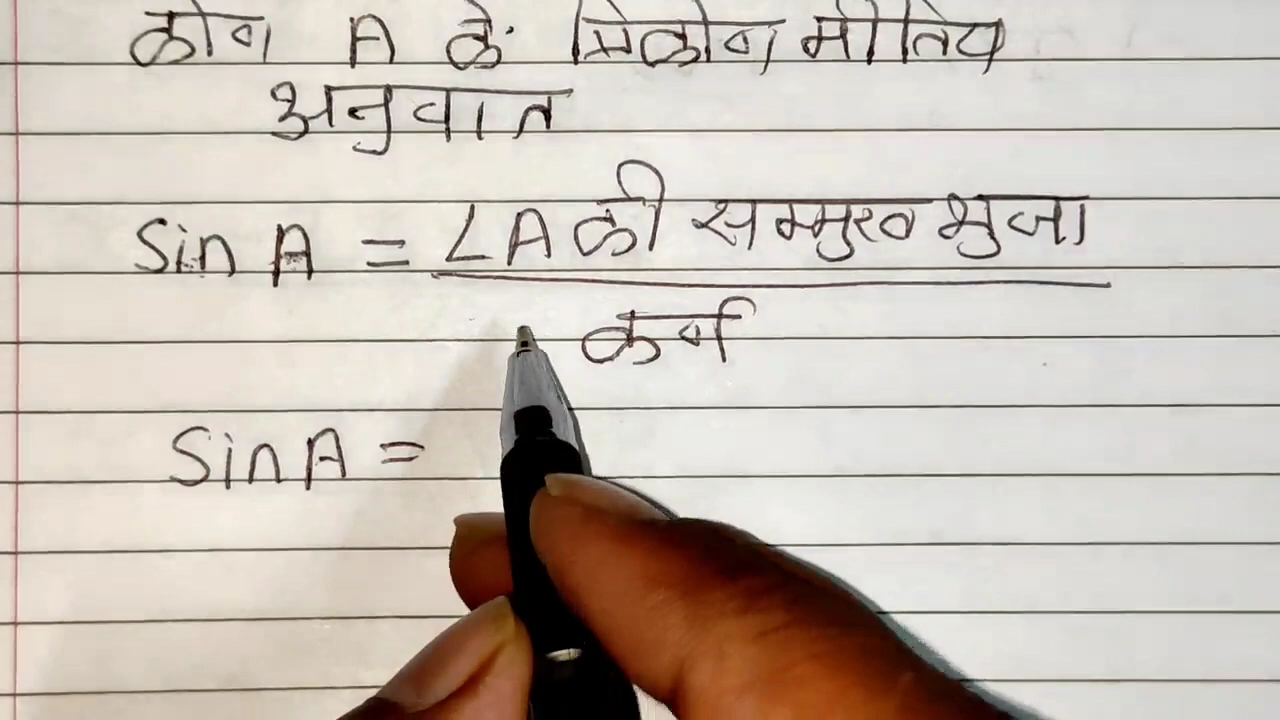 कोण A के त्रिकोणमीतिय
अनुपात
Sin A = ∠A की सम्मुख भुजा
कर्ण
Sin A =